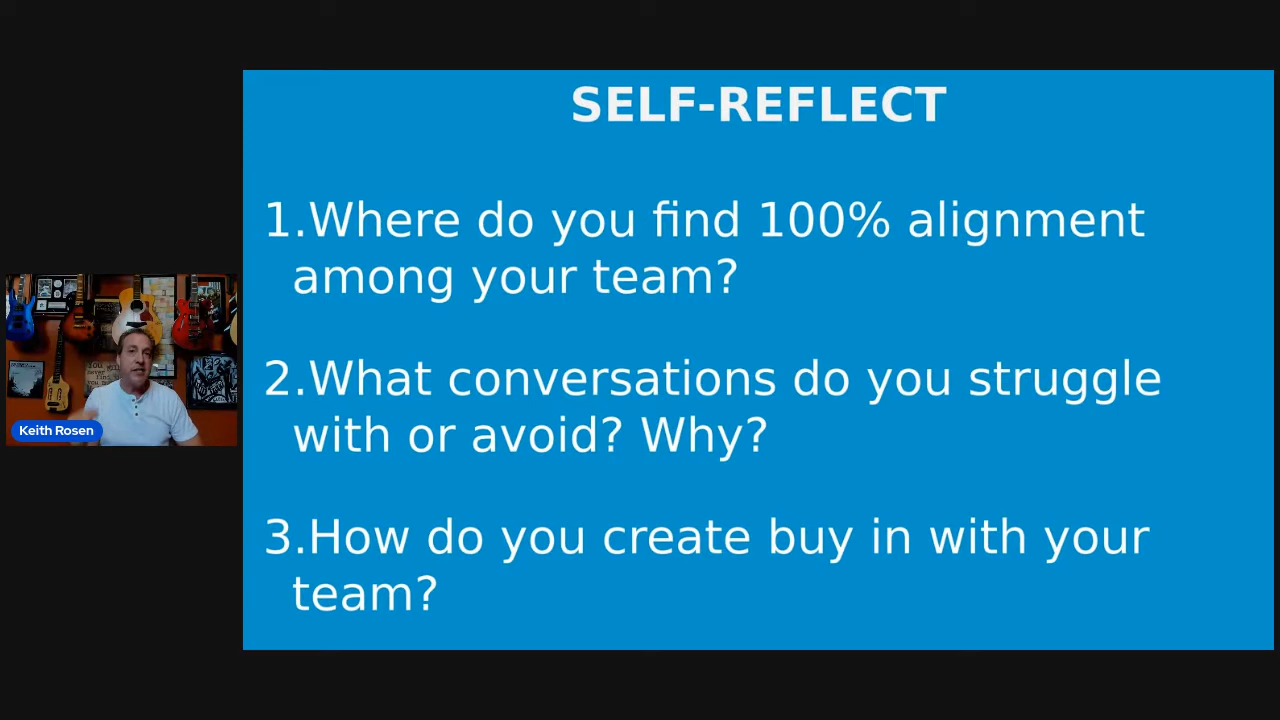 SELF-REFLECT
1.Where do you find 100% alignment
among your team?
2.What conversations do you struggle
with or avoid? Why?
3.How do you create buy in with your
team?
Keith Rosen